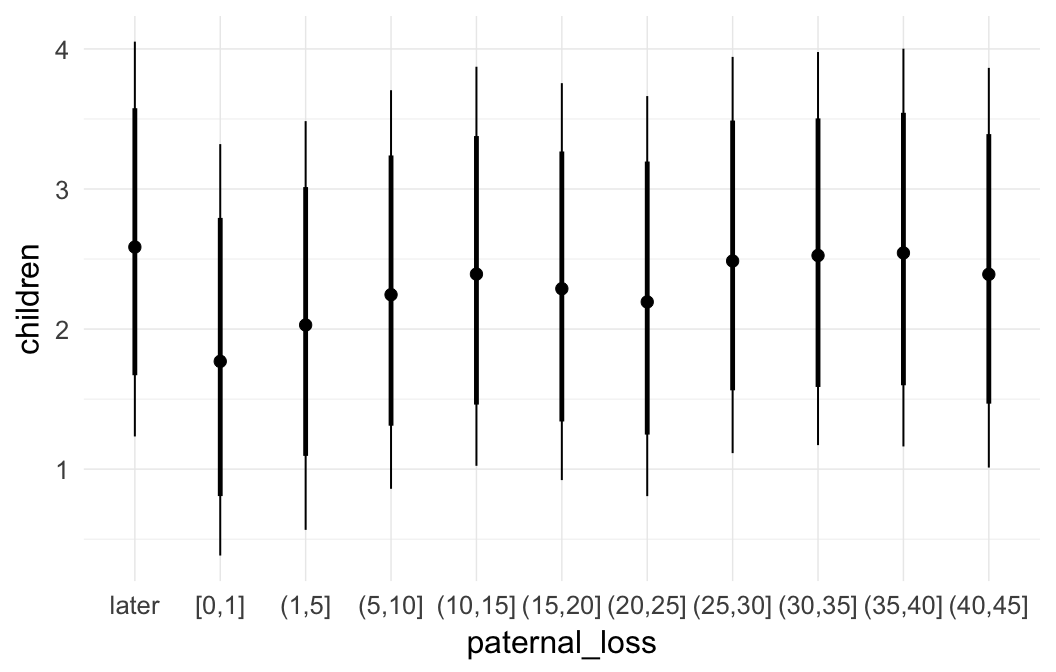 children
4
3
2
1
later [0,1] (1,5] (5,10] (10,15] (15,20] (20,25] (25,30] (30,35] (35,40] (40,45]
paternal_loss